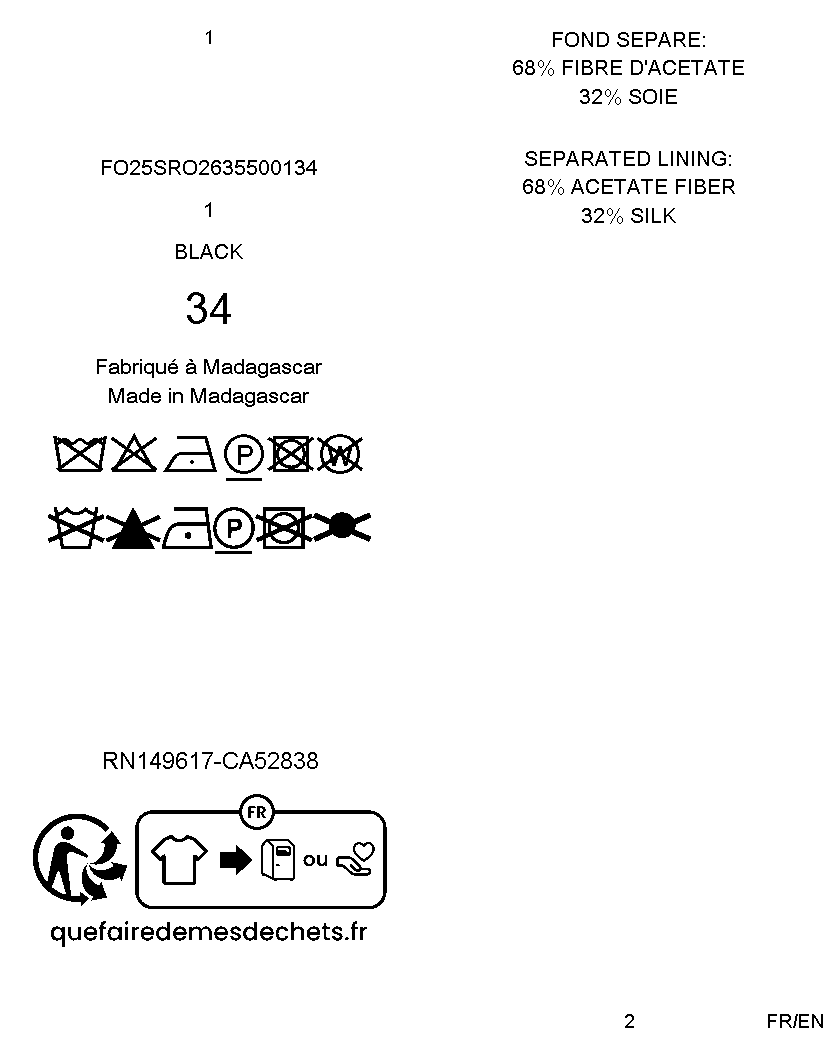 1
FO25SRO2635500134
1
BLACK
34
Fabriqué à Madagascar
Made in Madagascar
P
W
P
RN149617-CA52838
FR
ou
quefairedemesdechets.fr
FOND SEPARE:
68% FIBRE D'ACETATE
32% SOIE
SEPARATED LINING:
68% ACETATE FIBER
32% SILK
2
FR/EN